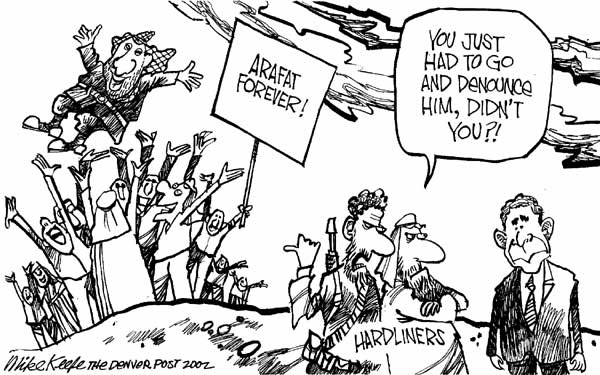 ARAFAT
FOREVER!
YOU JUST
HAD TO GO
AND DENOUNCE
HIM, DIDN'T
YOU?!
HARDLINERS
Mike Keefe THE DENVER POST 2002